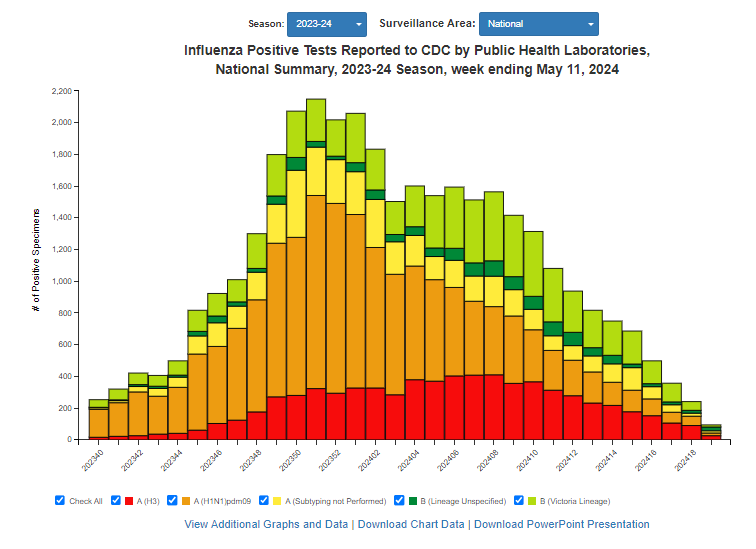 Season: 2023-24 Surveillance Area: National
Influenza Positive Tests Reported to CDC by Public Health Laboratories,
National Summary, 2023-24 Season, week ending May 11, 2024
# of Positive Specimens
2,200
2,000
1,800
1,600
1,400
1,200
1,000
800
600
400
200
0
202340 202342 202344 202346 202348 202350 202352 202402 202404 202406 202408 202410 202412 202414 202416 202418
Check All A (H3) A (H1N1)pdm09 A (Subtyping not Performed) B (Lineage Unspecified) B (Victoria Lineage)
View Additional Graphs and Data | Download Chart Data | Download PowerPoint Presentation